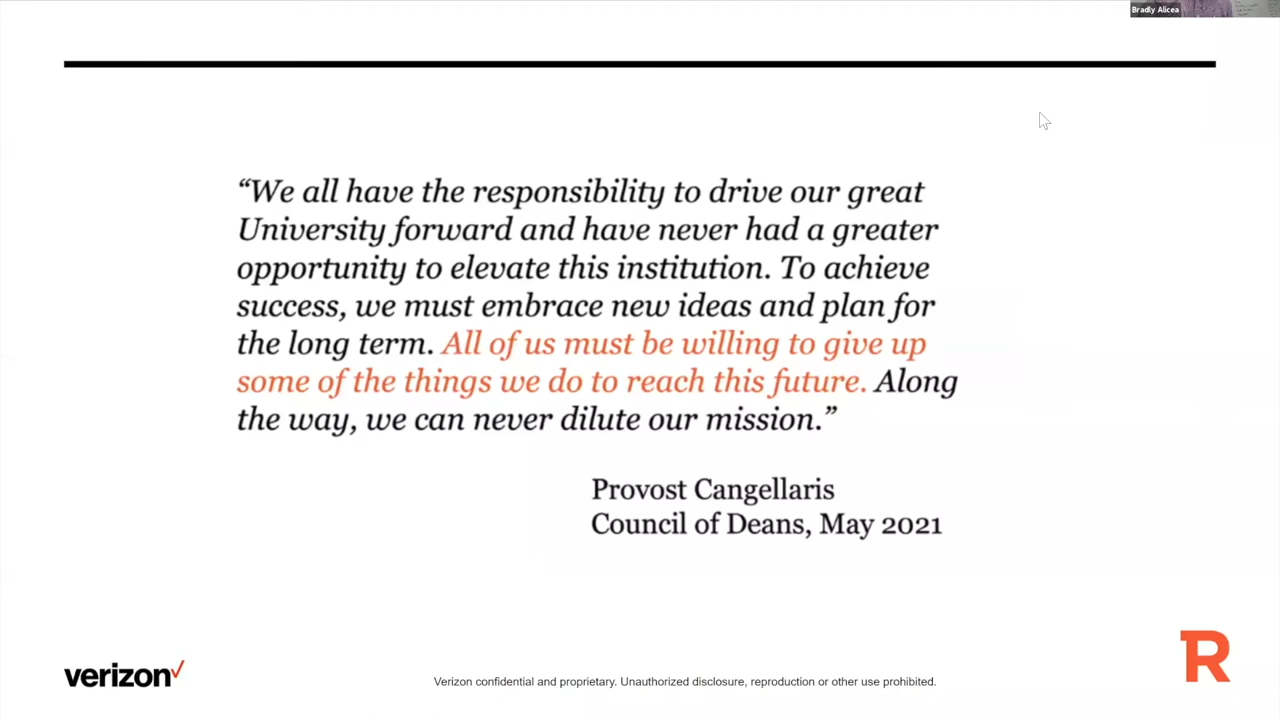 Bradly Alicea
“We all have the responsibility to drive our great
University forward and have never had a greater
opportunity to elevate this institution. To achieve
success, we must embrace new ideas and plan for
the long term. All of us must be willing to give up
some of the things we do to reach this future. Along
the way, we can never dilute our mission.”
Provost Cangellaris
Council of Deans, May 2021
verizon✓
Verizon confidential and proprietary. Unauthorized disclosure, reproduction or other use prohibited.
R